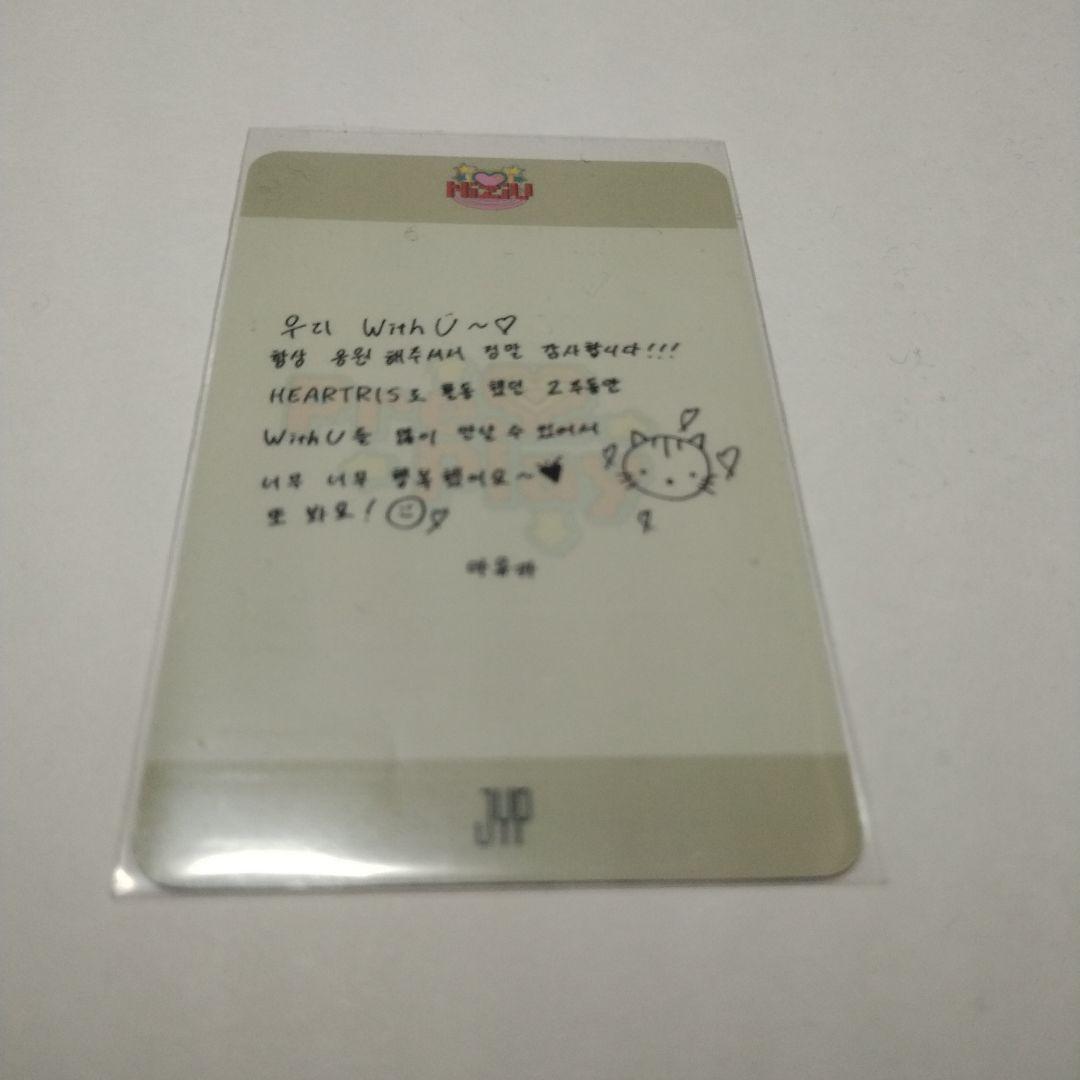 NiziU
우리 WithU~♡
항상 응원 해주셔서 정말 감사합니다!!!
HEARTRIS로 활동 했던 2주동안
WithU를 많이 만날 수 있어서
너무 너무 행복했어요~♥
또 봐요!
마유카
JYP